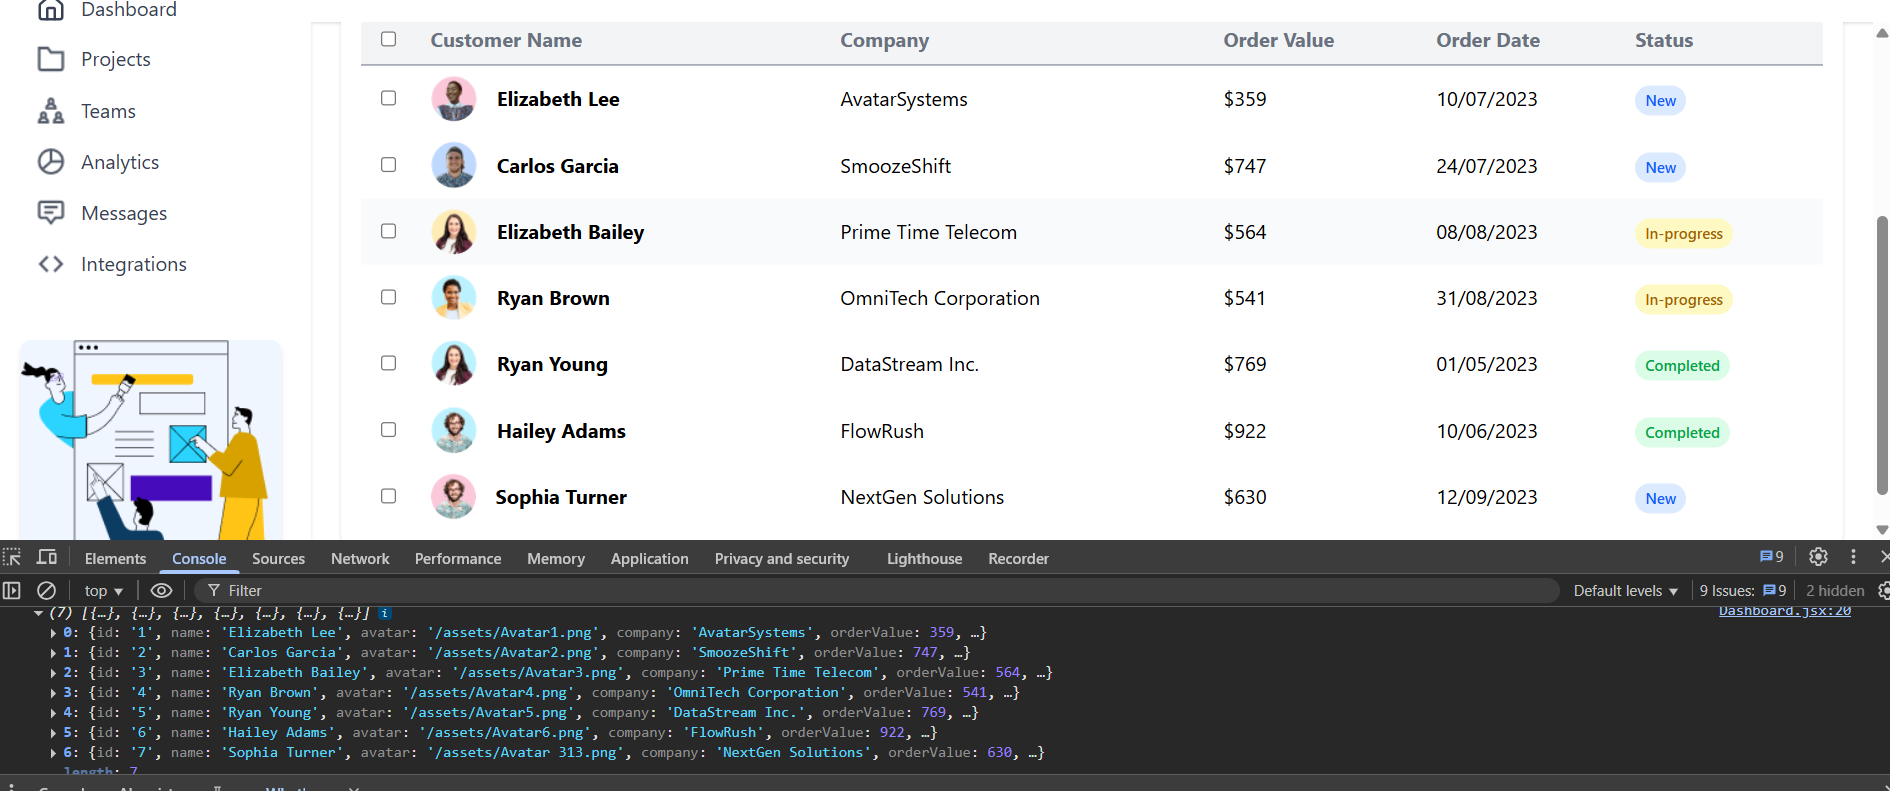 Dashboard
Projects
Teams
Analytics
Messages
Integrations
Customer Name Company Order Value Order Date Status
Elizabeth Lee AvatarSystems $359 10/07/2023 New
Carlos Garcia SmoozeShift $747 24/07/2023 New
Elizabeth Bailey Prime Time Telecom $564 08/08/2023 In-progress
Ryan Brown OmniTech Corporation $541 31/08/2023 In-progress
Ryan Young DataStream Inc. $769 01/05/2023 Completed
Hailey Adams FlowRush $922 10/06/2023 Completed
Sophia Turner NextGen Solutions $630 12/09/2023 New
Elements Console Sources Network Performance Memory Application Privacy and security Lighthouse Recorder 9
top Filter Default levels 9 Issues: 9 2 hidden
(7) [{…}, {…}, {…}, {…}, {…}, {…}, {…}] i Dashboard.jsx:20
0: {id: '1', name: 'Elizabeth Lee', avatar: '/assets/Avatar1.png', company: 'AvatarSystems', orderValue: 359, …}
1: {id: '2', name: 'Carlos Garcia', avatar: '/assets/Avatar2.png', company: 'SmoozeShift', orderValue: 747, …}
2: {id: '3', name: 'Elizabeth Bailey', avatar: '/assets/Avatar3.png', company: 'Prime Time Telecom', orderValue: 564, …}
3: {id: '4', name: 'Ryan Brown', avatar: '/assets/Avatar4.png', company: 'OmniTech Corporation', orderValue: 541, …}
4: {id: '5', name: 'Ryan Young', avatar: '/assets/Avatar5.png', company: 'DataStream Inc.', orderValue: 769, …}
5: {id: '6', name: 'Hailey Adams', avatar: '/assets/Avatar6.png', company: 'FlowRush', orderValue: 922, …}
6: {id: '7', name: 'Sophia Turner', avatar: '/assets/Avatar 313.png', company: 'NextGen Solutions', orderValue: 630, …}
length: 7